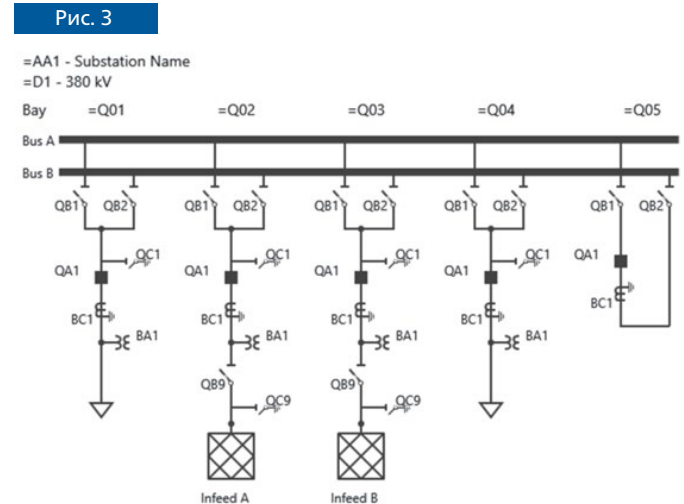 Рис. 3
=AA1 - Substation Name
=D1 - 380 kV
Bay =Q01 =Q02 =Q03 =Q04 =Q05
Bus A
Bus B
QB1 QB2 QB1 QB2 QB1 QB2 QB1 QB2 QB1 QB2
QC1 QC1 QC1 QC1 QA1
QA1 QA1 QA1 QA1
BC1
BC1 BC1 BC1 BC1
BA1 BA1 BA1 BA1
QB9 QB9
QC9 QC9
Infeed A Infeed B